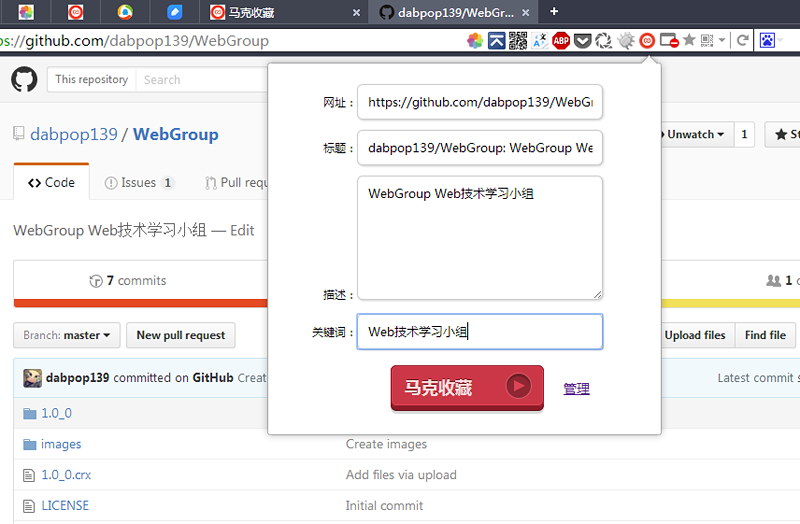 马克收藏
dabpop139/WebGr...
ps://github.com/dabpop139/WebGroup
ABP
This repository
Search
dabpop139 / WebGroup
Unwatch
1
Code
Issues 1
WebGroup Web技术学习小组 — Edit
7 commits
1
Branch: master
New pull request
Upload files
Find file
dabpop139 committed on GitHub
Latest commit
1.0_0
images
Create images
1.0_0.crx
Add files via upload
LICENSE
Initial commit
网址：
https://github.com/dabpop139/WebG
标题：
dabpop139/WebGroup: WebGroup We
WebGroup Web技术学习小组
描述：
关键词：
Web技术学习小组
马克收藏
管理